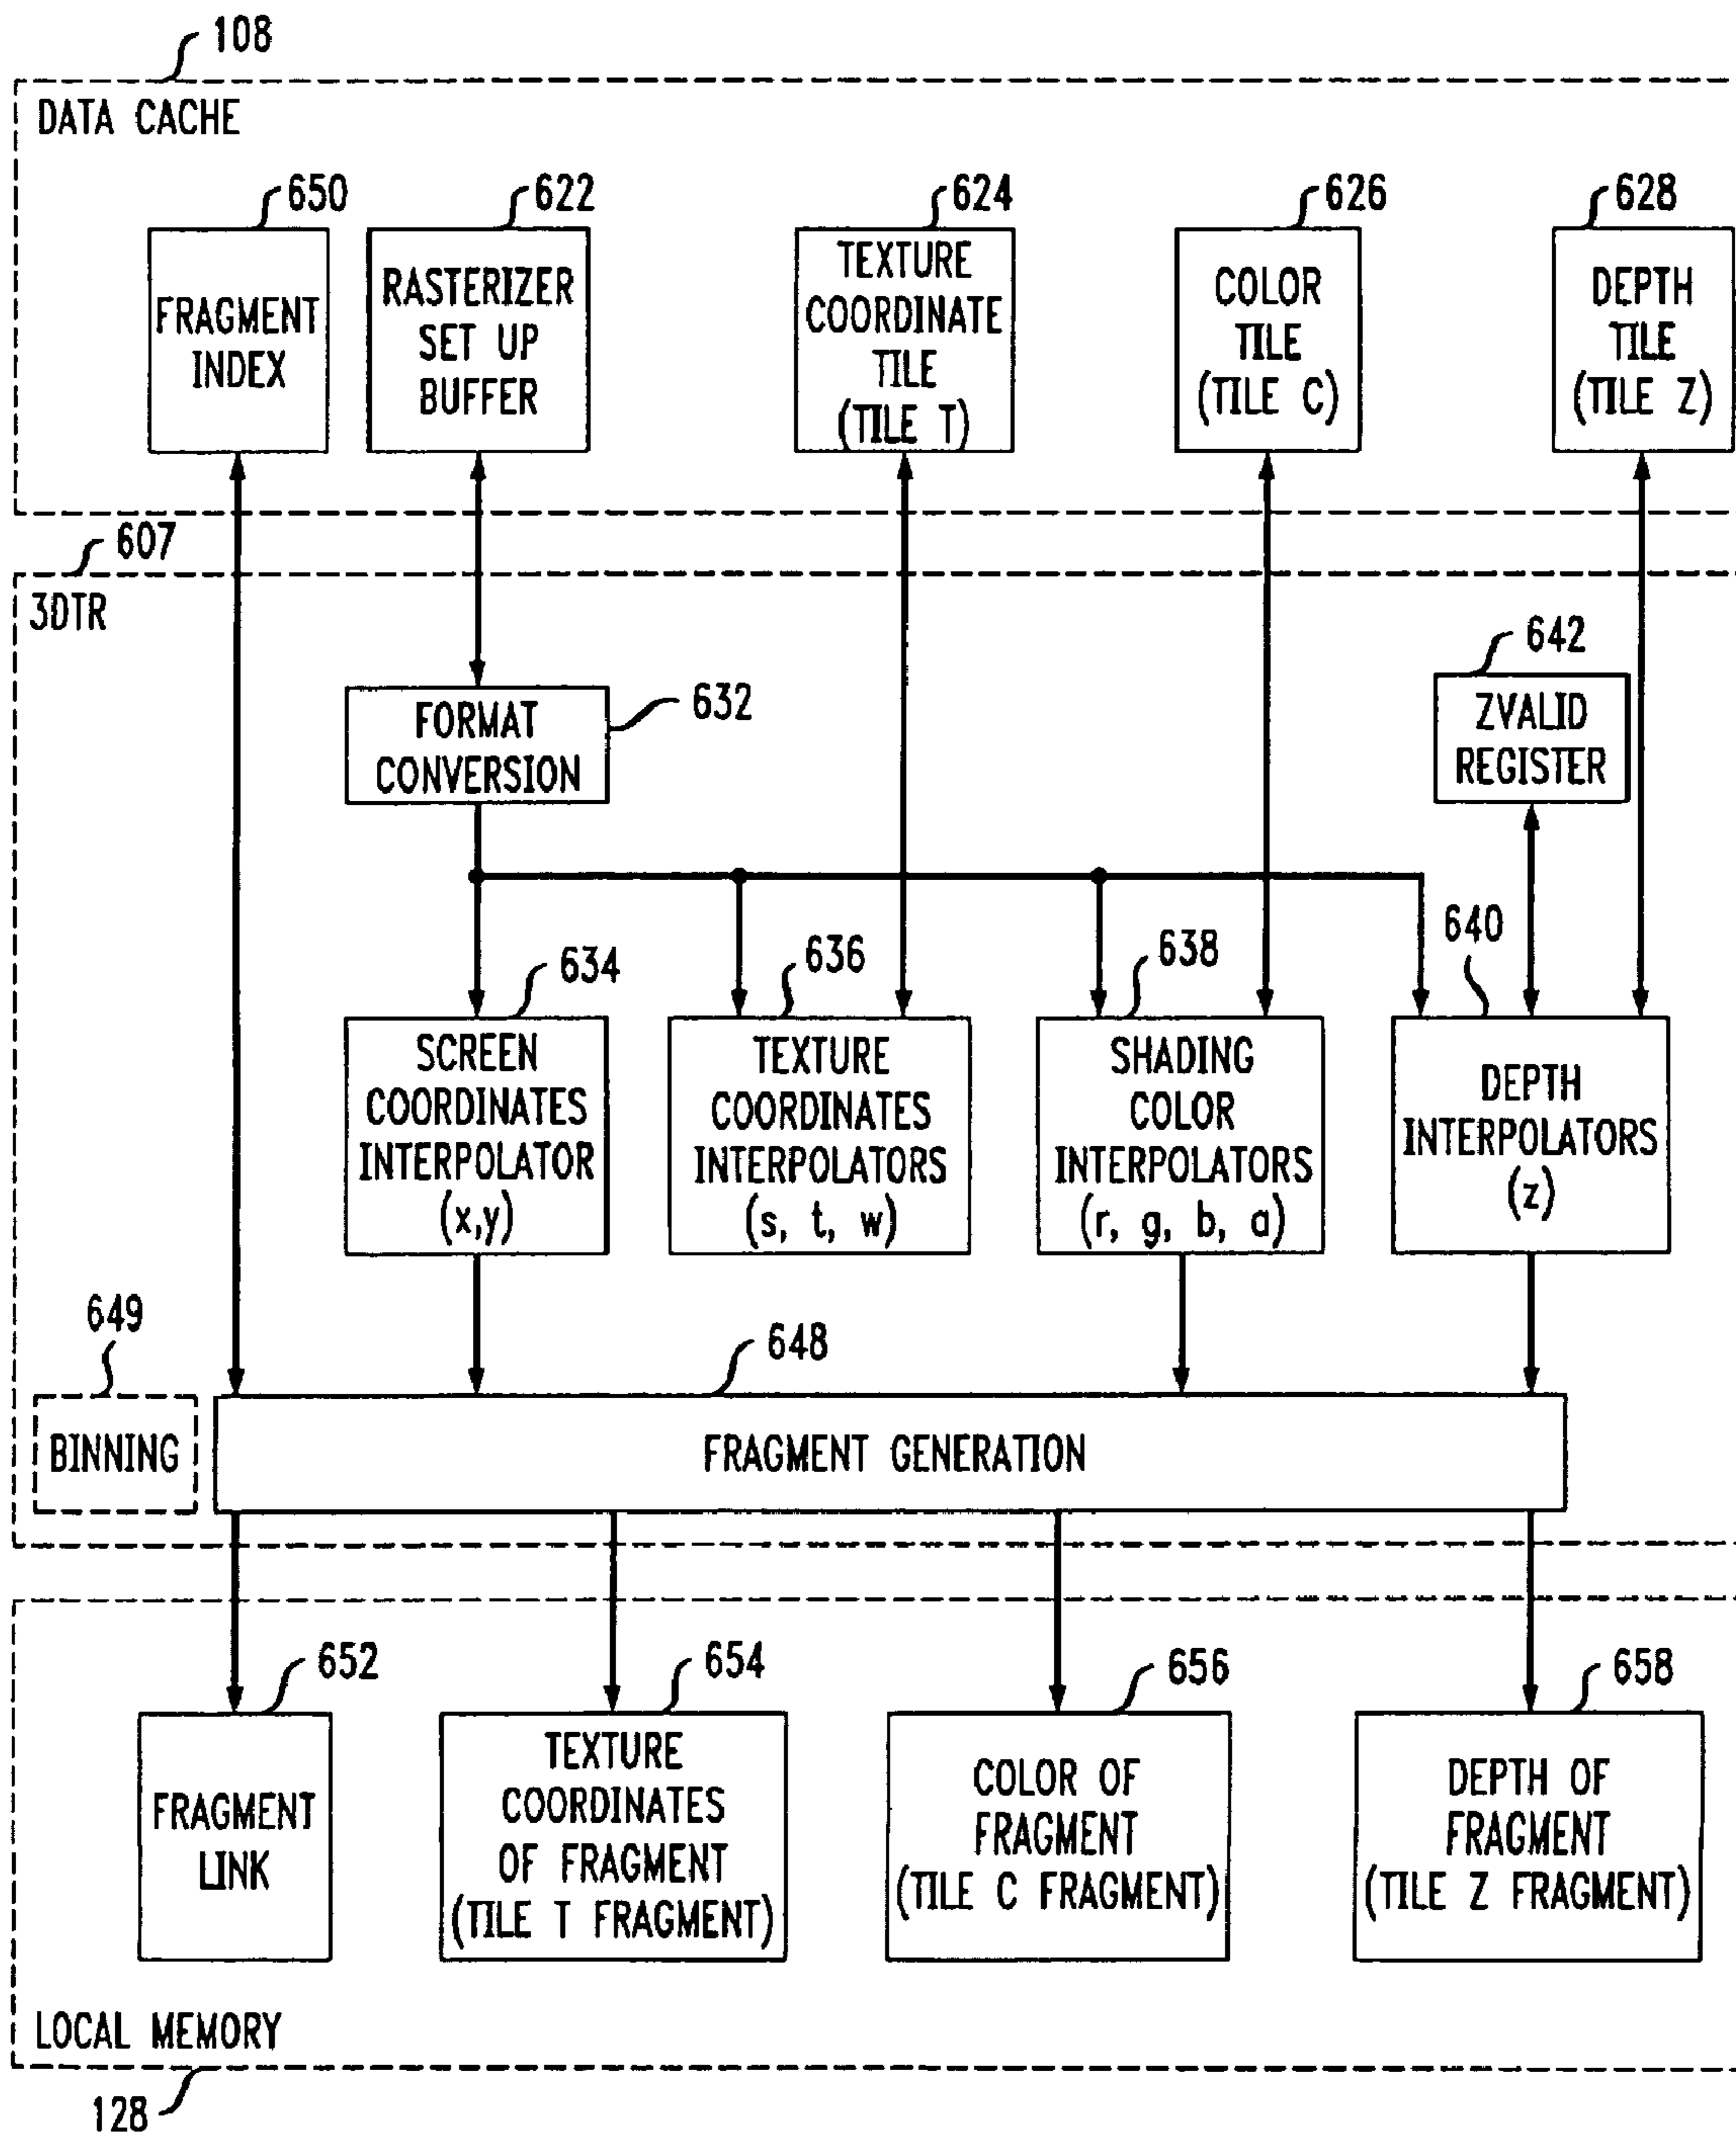 108
DATA CACHE
650
622
624
626
628
FRAGMENT
INDEX
RASTERIZER
SET UP
BUFFER
TEXTURE
COORDINATE
TILE
(TILE T)
COLOR
TILE
(TILE C)
DEPTH
TILE
(TILE Z)
607
3DTR
642
ZVALID
REGISTER
632
FORMAT
CONVERSION
634
636
638
640
SCREEN
COORDINATES
INTERPOLATOR
(x,y)
TEXTURE
COORDINATES
INTERPOLATORS
(s, t, w)
SHADING
COLOR
INTERPOLATORS
(r, g, b, a)
DEPTH
INTERPOLATORS
(z)
649
648
BINNING
FRAGMENT GENERATION
652
654
656
658
FRAGMENT
LINK
TEXTURE
COORDINATES
OF FRAGMENT
(TILE T FRAGMENT)
COLOR OF
FRAGMENT
(TILE C FRAGMENT)
DEPTH OF
FRAGMENT
(TILE Z FRAGMENT)
LOCAL MEMORY
128